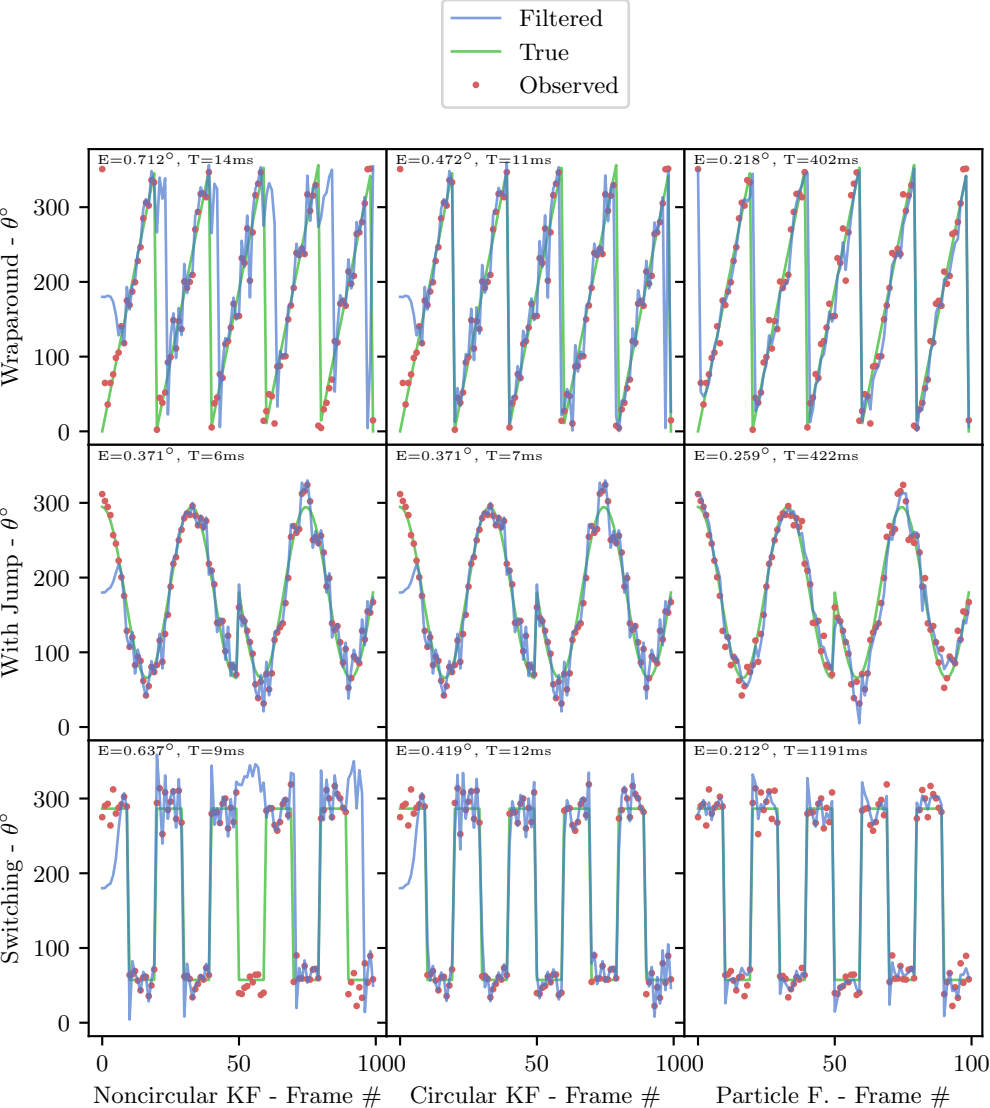 Filtered
True
Observed
E=0.712°, T=14ms
E=0.472°, T=11ms
E=0.218°, T=402ms
Wraparound - θ°
300
200
100
0
E=0.371°, T=6ms
E=0.371°, T=7ms
E=0.259°, T=422ms
With Jump - θ°
300
200
100
0
E=0.637°, T=9ms
E=0.419°, T=12ms
E=0.212°, T=1191ms
Switching - θ°
300
200
100
0
0 50 100
0 50 100
0 50 100
Noncircular KF - Frame #
Circular KF - Frame #
Particle F. - Frame #